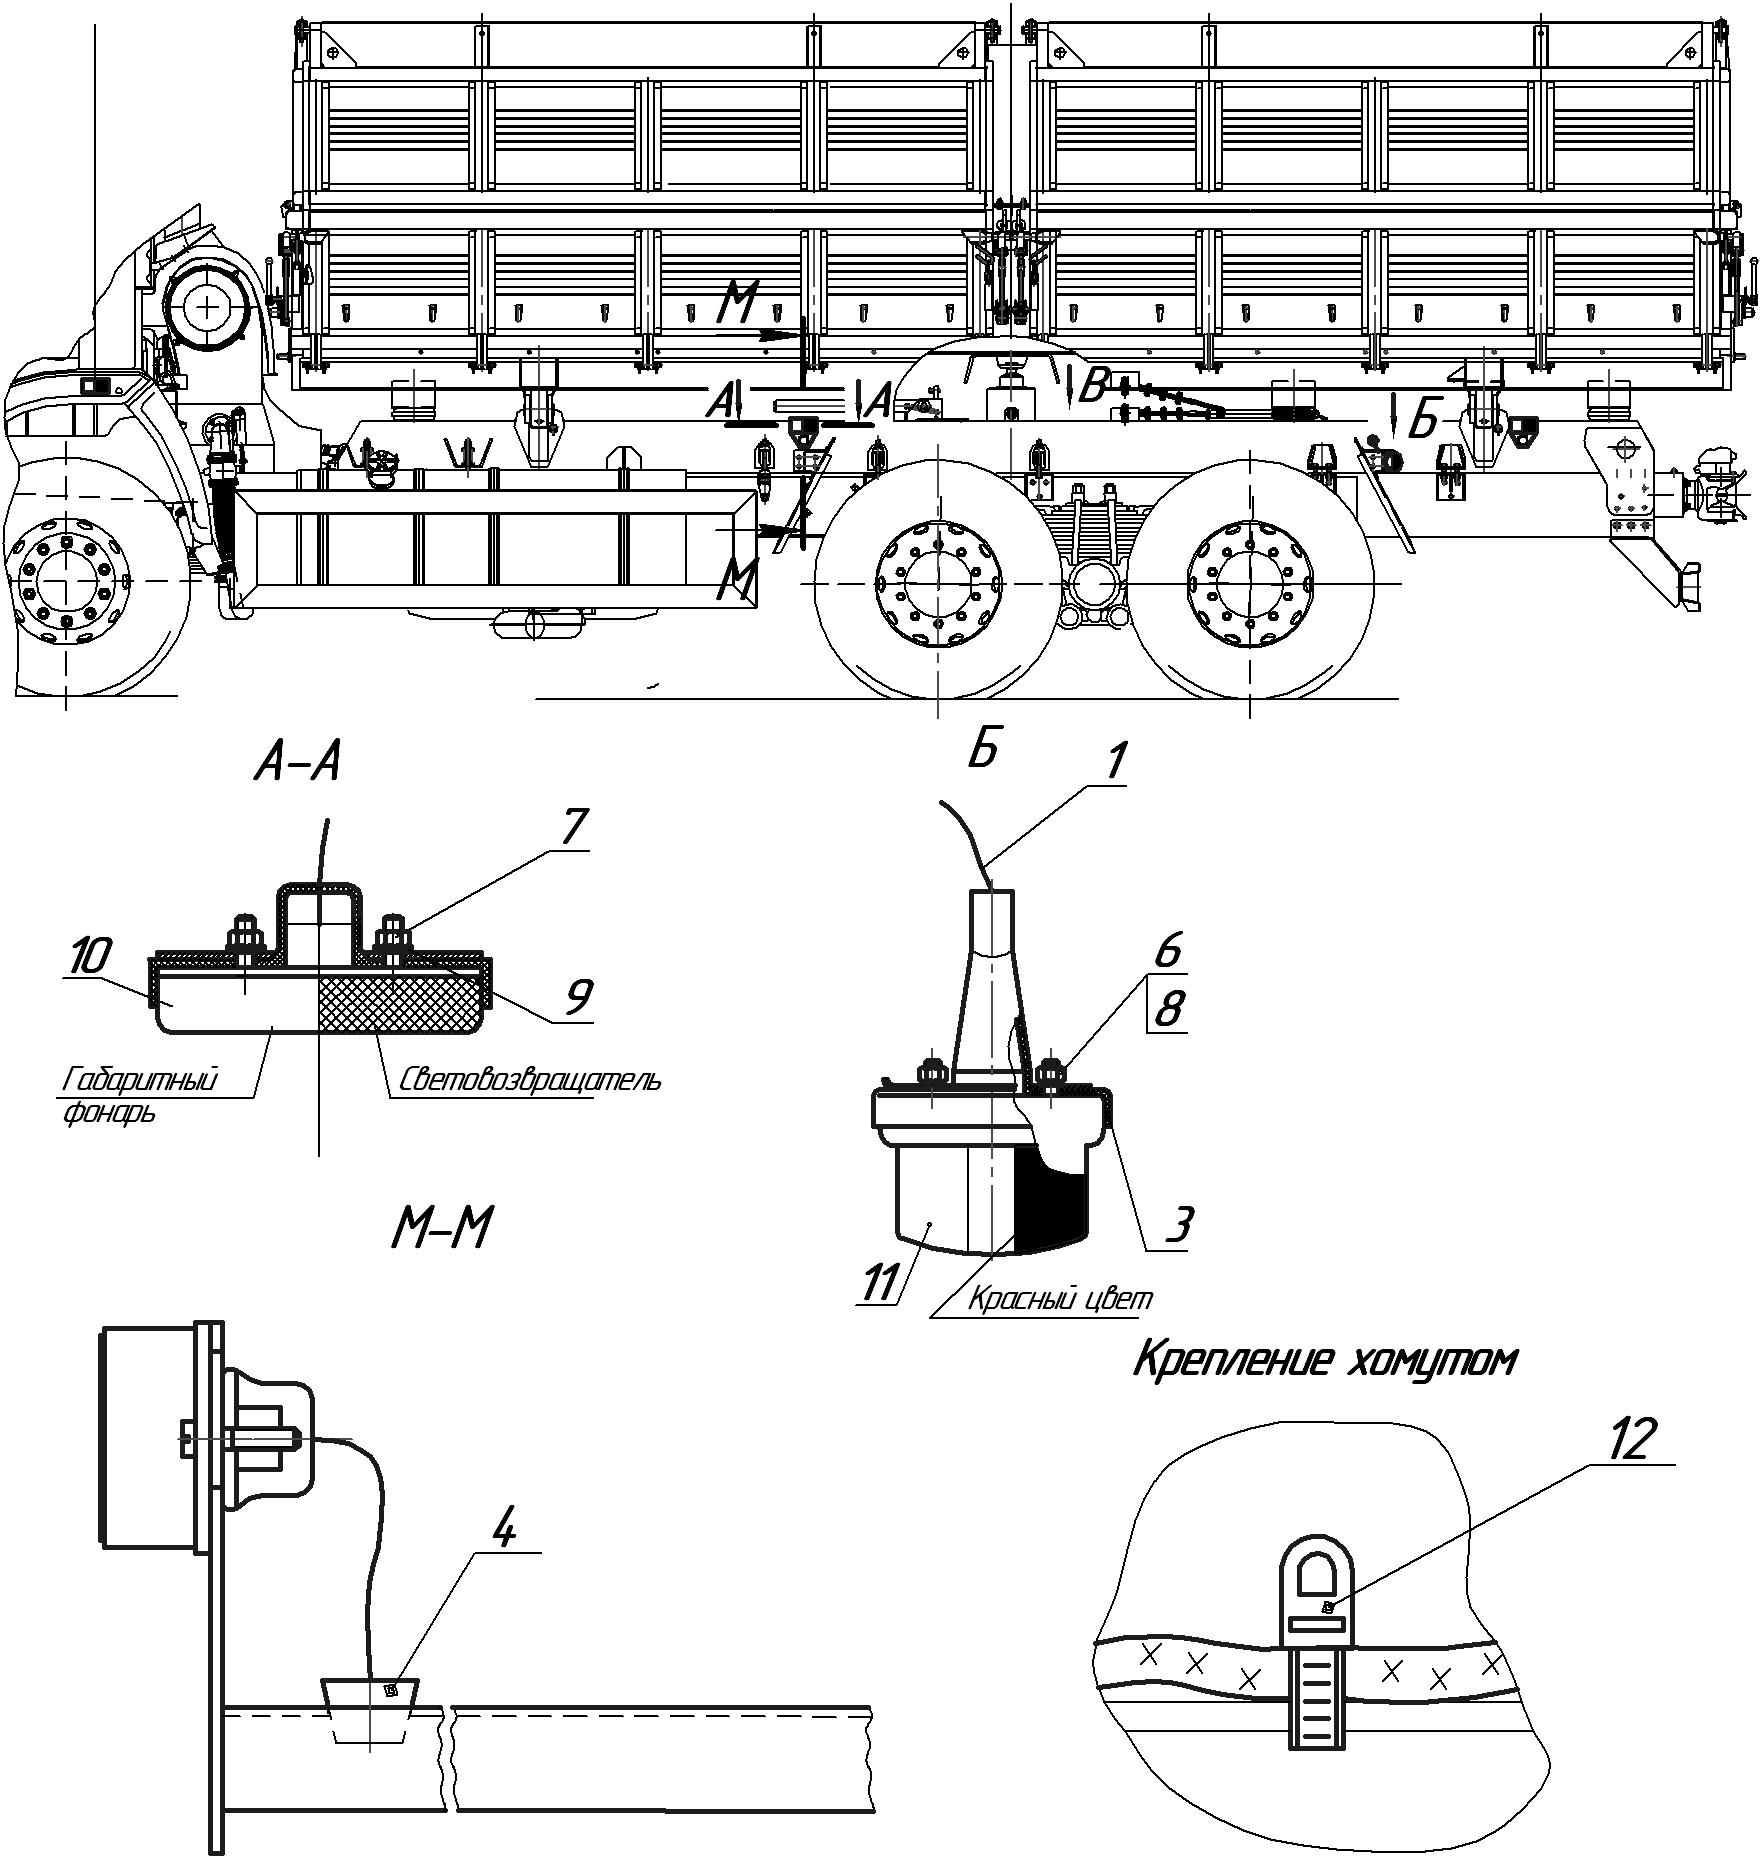 М
А
А
В
Б
М
А-А
Б
1
7
10
9
6
8
Габаритный
фонарь
Световозвращатель
М-М
3
11
Красный цвет
Крепление хомутом
12
4